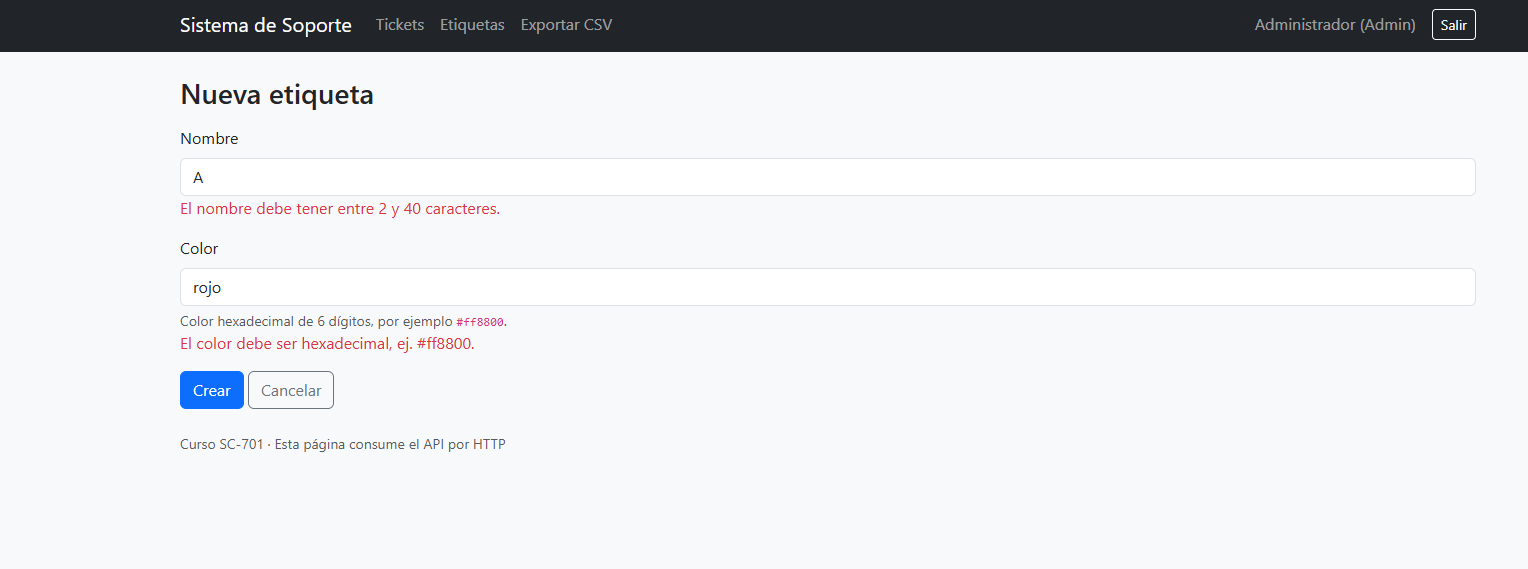 Sistema de Soporte Tickets Etiquetas Exportar CSV Administrador (Admin) Salir
Nueva etiqueta
Nombre
A
El nombre debe tener entre 2 y 40 caracteres.
Color
rojo
Color hexadecimal de 6 dígitos, por ejemplo #ff8800.
El color debe ser hexadecimal, ej. #ff8800.
Crear Cancelar
Curso SC-701 · Esta página consume el API por HTTP